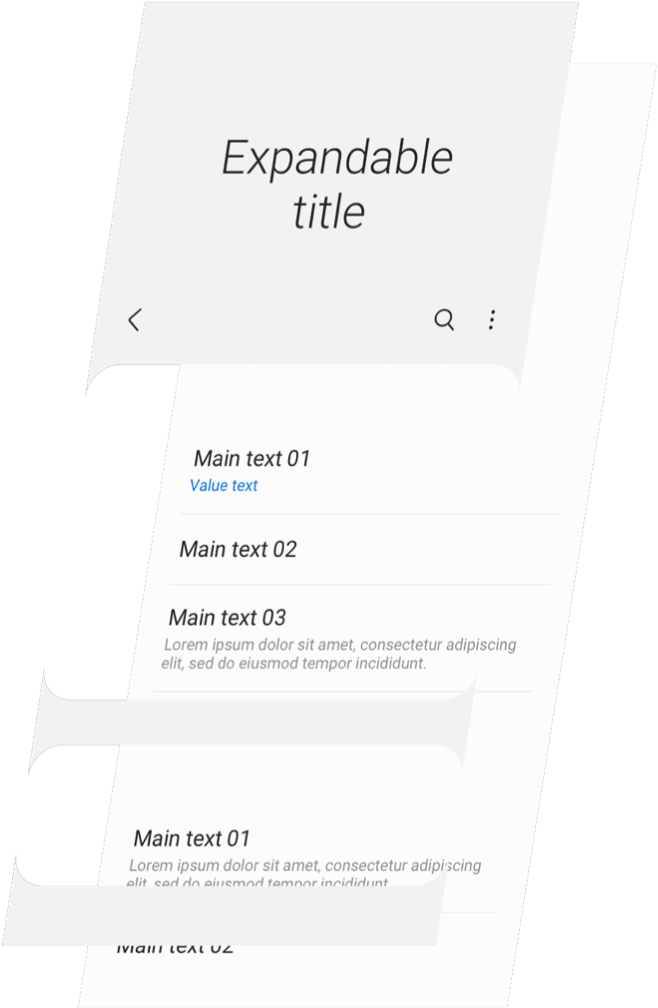 Expandable
title
Main text 01
Value text
Main text 02
Main text 03
Lorem ipsum dolor sit amet, consectetur adipiscing
elit, sed do eiusmod tempor incididunt.
Main text 01
Lorem ipsum dolor sit amet, consectetur adipiscing
elit, sed do eiusmod tempor incididunt
Main text 02